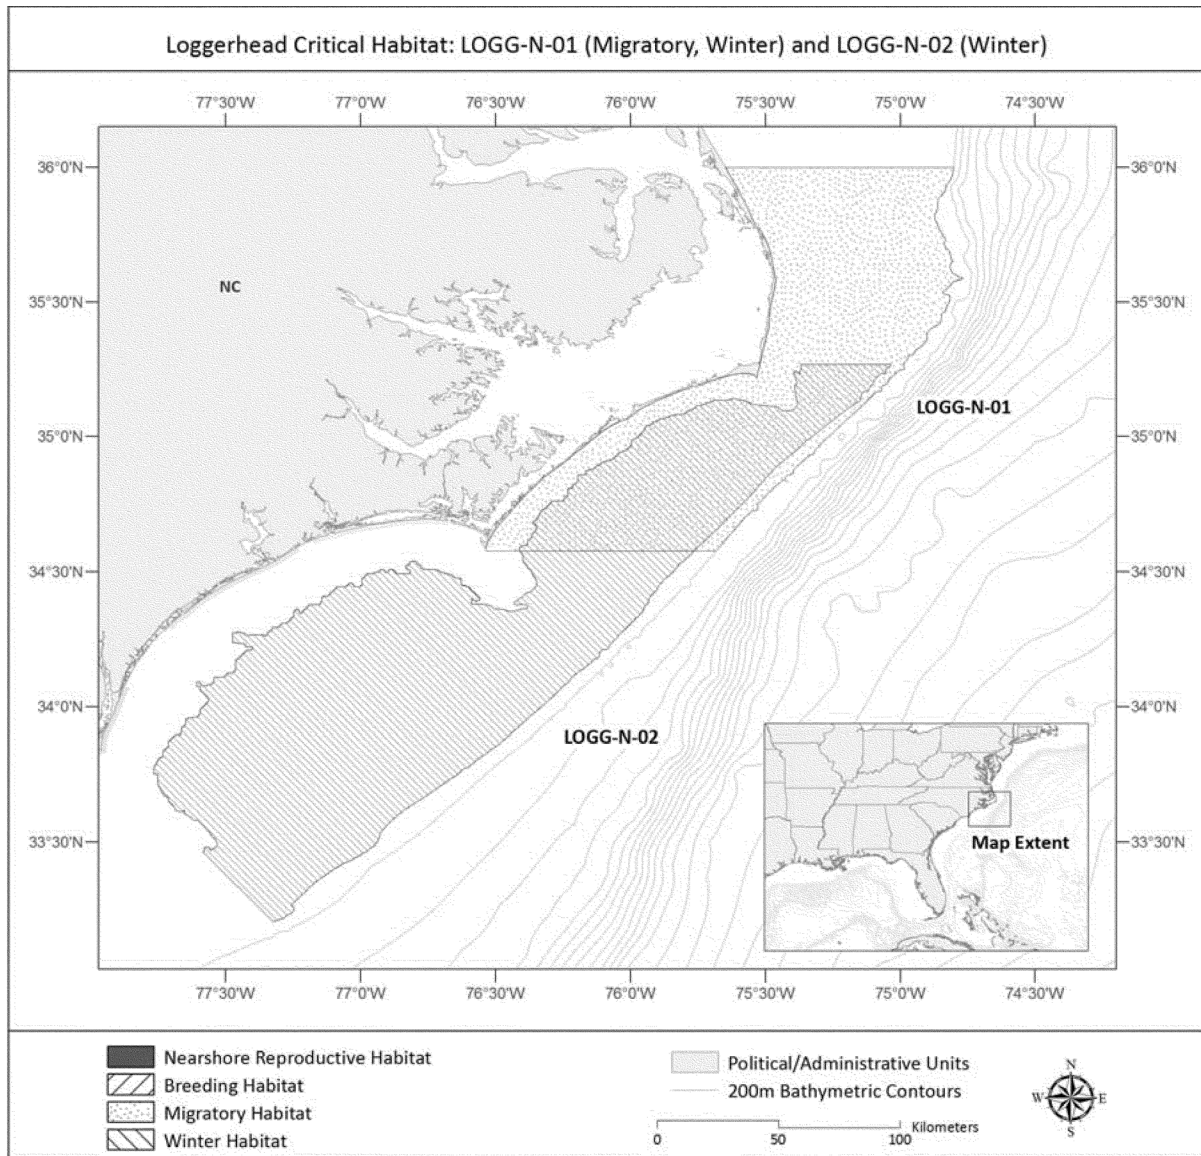 Loggerhead Critical Habitat: LOGG-N-01 (Migratory, Winter) and LOGG-N-02 (Winter)
77°30'W 77°0'W 76°30'W 76°0'W 75°30'W 75°0'W 74°30'W
36°0'N 36°0'N
NC
35°30'N 35°30'N
LOGG-N-01
35°0'N 35°0'N
34°30'N 34°30'N
34°0'N 34°0'N
LOGG-N-02
33°30'N 33°30'N
Map Extent
77°30'W 77°0'W 76°30'W 76°0'W 75°30'W 75°0'W 74°30'W
Nearshore Reproductive Habitat
Breeding Habitat
Migratory Habitat
Winter Habitat
Political/Administrative Units
200m Bathymetric Contours
Kilometers
0 50 100
N
W E
S